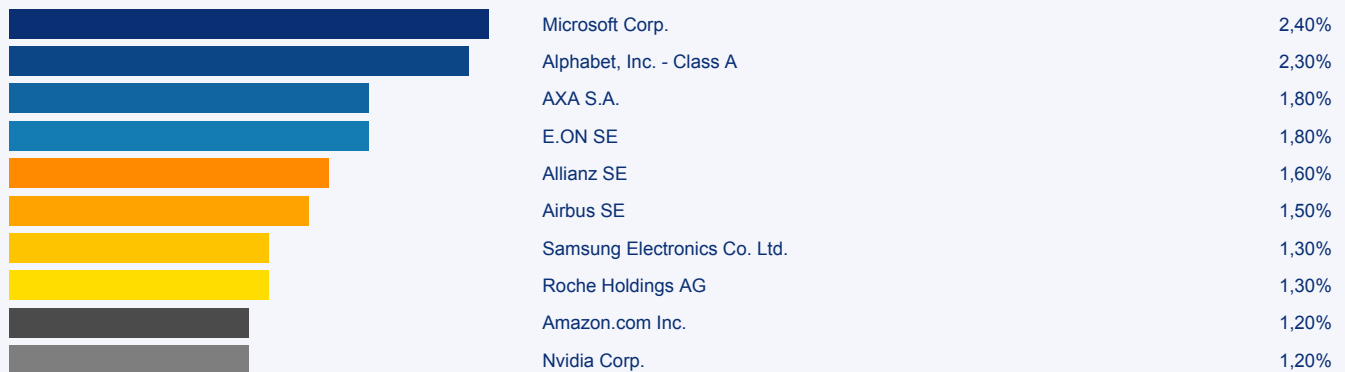 Microsoft Corp. 2,40%
Alphabet, Inc. - Class A 2,30%
AXA S.A. 1,80%
E.ON SE 1,80%
Allianz SE 1,60%
Airbus SE 1,50%
Samsung Electronics Co. Ltd. 1,30%
Roche Holdings AG 1,30%
Amazon.com Inc. 1,20%
Nvidia Corp. 1,20%